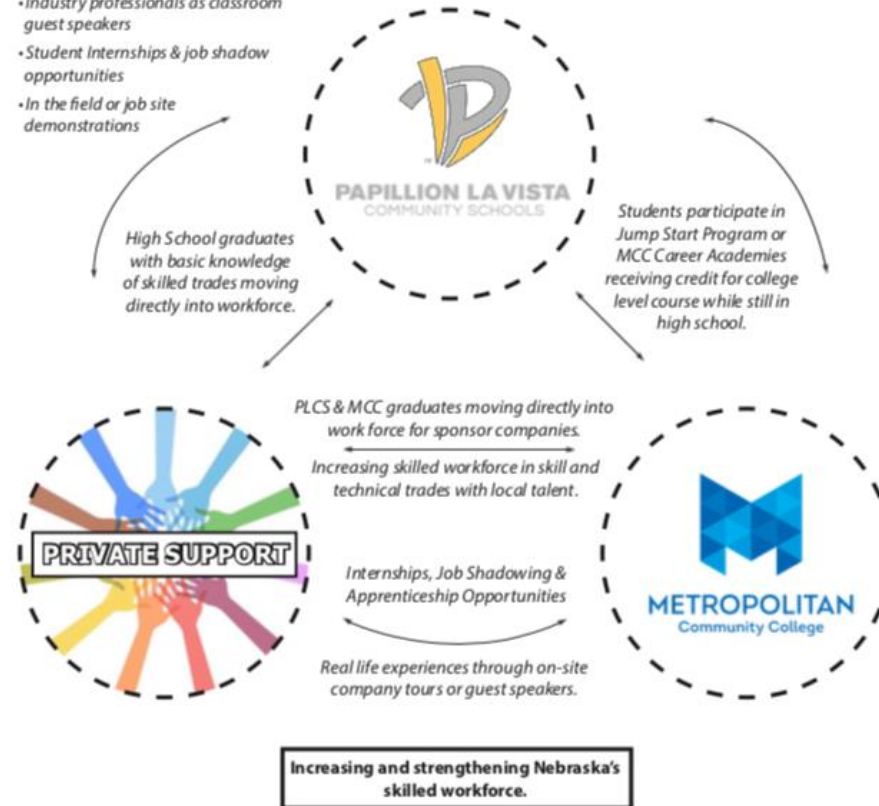 • Industry professionals as classroom
guest speakers
• Student Internships & job shadow
opportunities
• In the field or job site
demonstrations
PAPILLION LA VISTA
COMMUNITY SCHOOLS
High School graduates
with basic knowledge
of skilled trades moving
directly into workforce.
Students participate in
Jump Start Program or
MCC Career Academies
receiving credit for college
level course while still in
high school.
PLCS & MCC graduates moving directly into
work force for sponsor companies.
Increasing skilled workforce in skill and
technical trades with local talent.
PRIVATE SUPPORT
Internships, Job Shadowing &
Apprenticeship Opportunities
METROPOLITAN
Community College
Real life experiences through on-site
company tours or guest speakers.
Increasing and strengthening Nebraska's
skilled workforce.